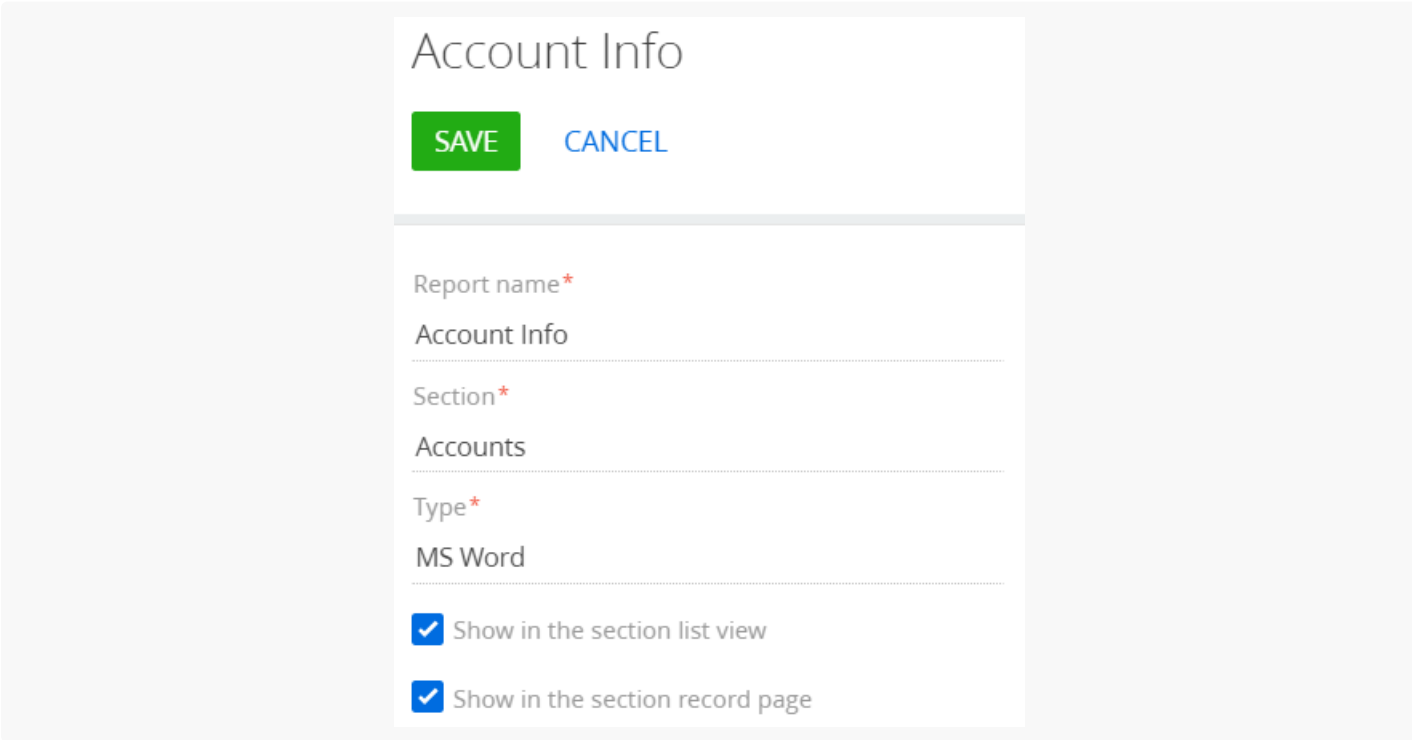 Account Info
SAVE CANCEL
Report name*
Account Info
Section*
Accounts
Type*
MS Word
Show in the section list view
Show in the section record page